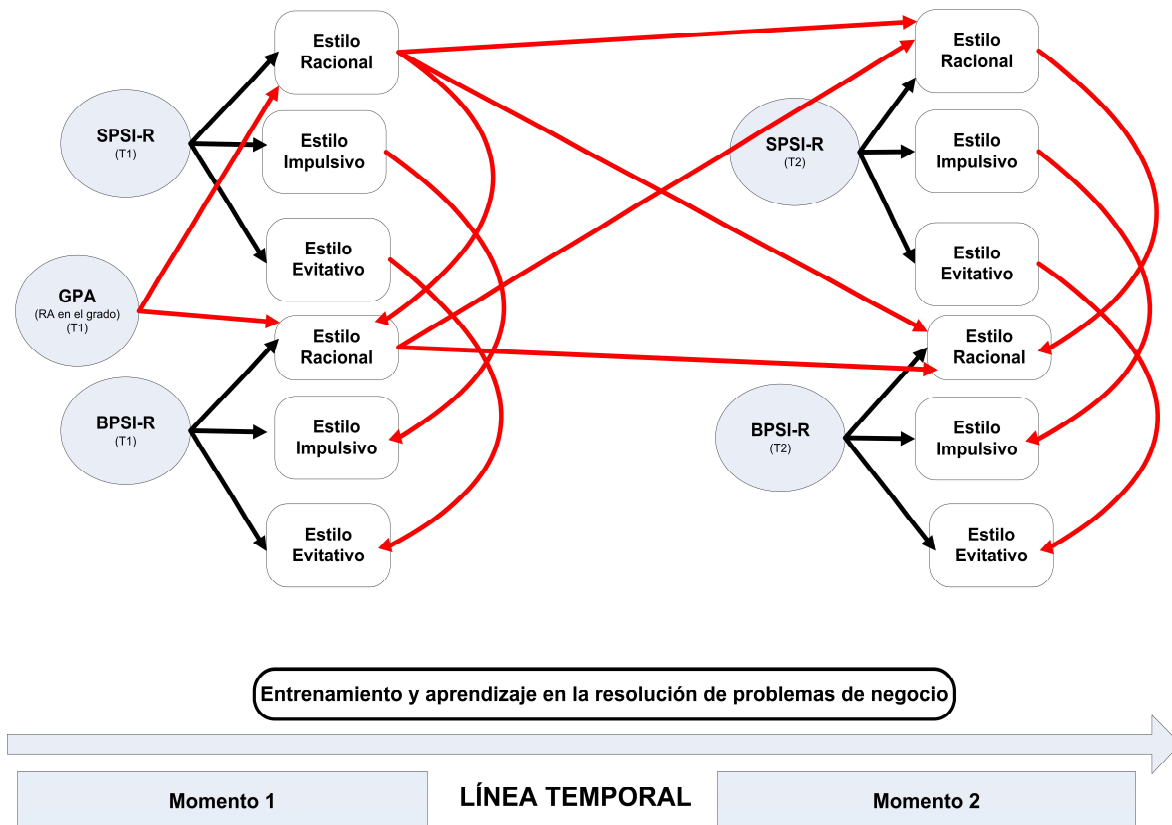 Estilo
Racional
SPSI-R
(T1)
Estilo
Impulsivo
Estilo
Evitativo
GPA
(RA en el grado)
(T1)
Estilo
Racional
BPSI-R
(T1)
Estilo
Impulsivo
Estilo
Evitativo
Estilo
Racional
SPSI-R
(T2)
Estilo
Impulsivo
Estilo
Evitativo
Estilo
Racional
BPSI-R
(T2)
Estilo
Impulsivo
Estilo
Evitativo
Entrenamiento y aprendizaje en la resolución de problemas de negocio
Momento 1
LÍNEA TEMPORAL
Momento 2